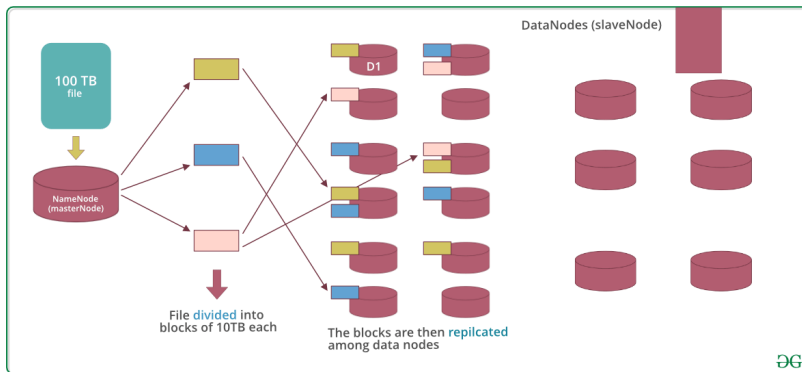 DataNodes (slaveNode)
100 TB
file
D1
NameNode
(masterNode)
File divided into
blocks of 10TB each
The blocks are then repilcated
among data nodes